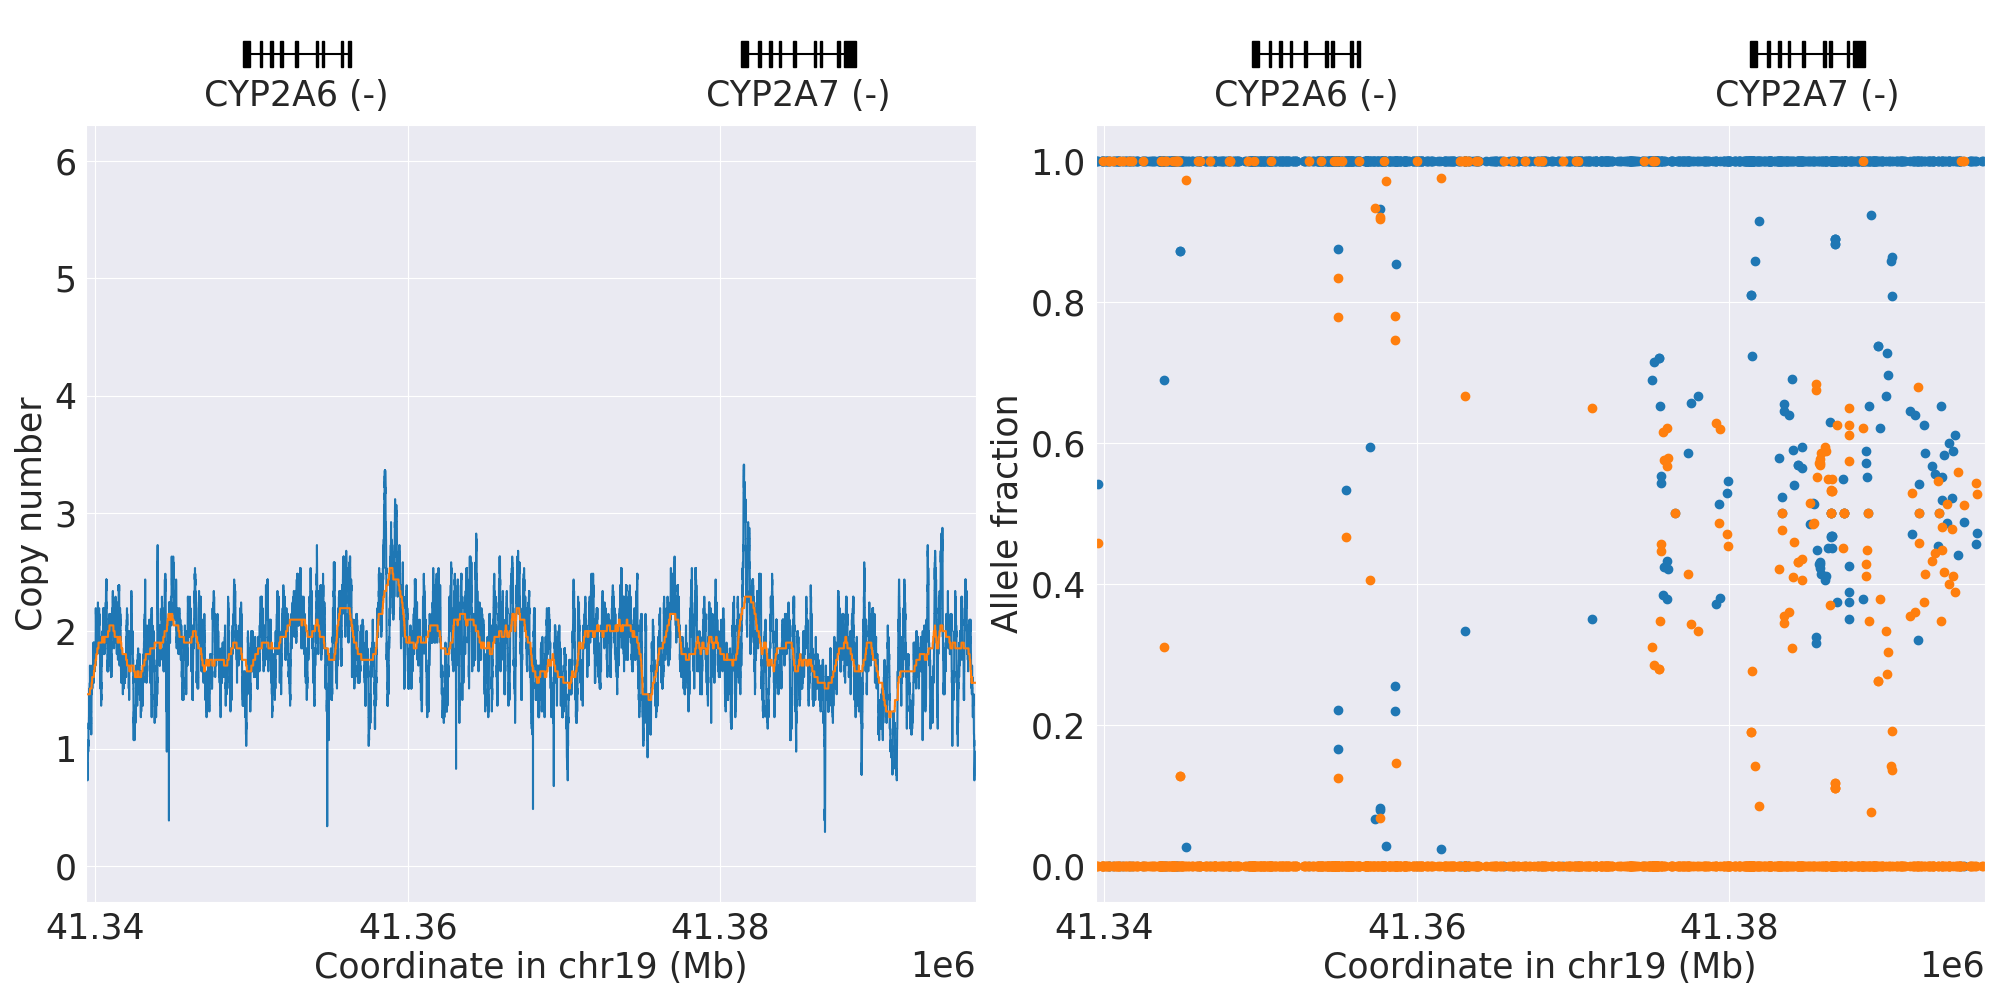 CYP2A6 (-) CYP2A7 (-)
6
5
4
3
2
1
0
Copy number
41.34 41.36 41.38
Coordinate in chr19 (Mb) 1e6
CYP2A6 (-) CYP2A7 (-)
1.0
0.8
0.6
0.4
0.2
0.0
Allele fraction
41.34 41.36 41.38
Coordinate in chr19 (Mb) 1e6